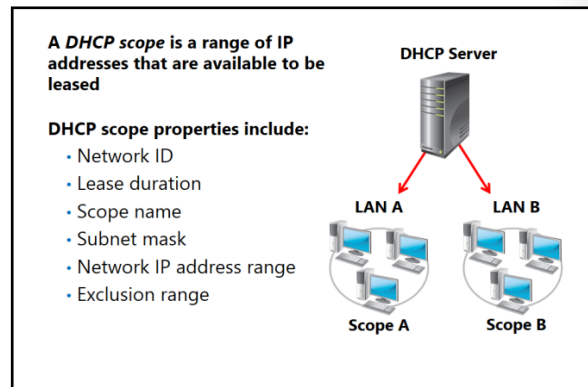 A DHCP scope is a range of IP
addresses that are available to be
leased
DHCP scope properties include:
• Network ID
• Lease duration
• Scope name
• Subnet mask
• Network IP address range
• Exclusion range
DHCP Server
LAN A
LAN B
Scope A
Scope B